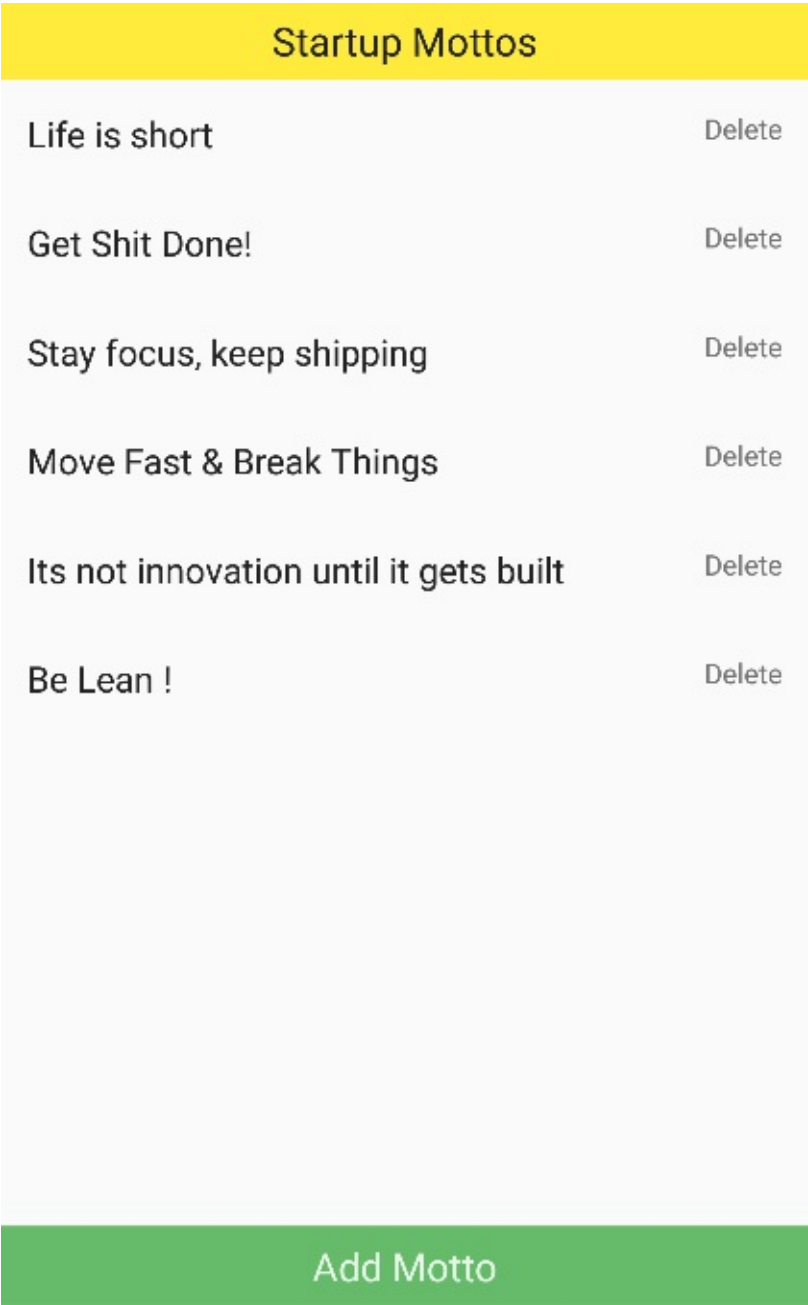 Startup Mottos
Life is short Delete
Get Shit Done! Delete
Stay focus, keep shipping Delete
Move Fast & Break Things Delete
Its not innovation until it gets built Delete
Be Lean ! Delete
Add Motto